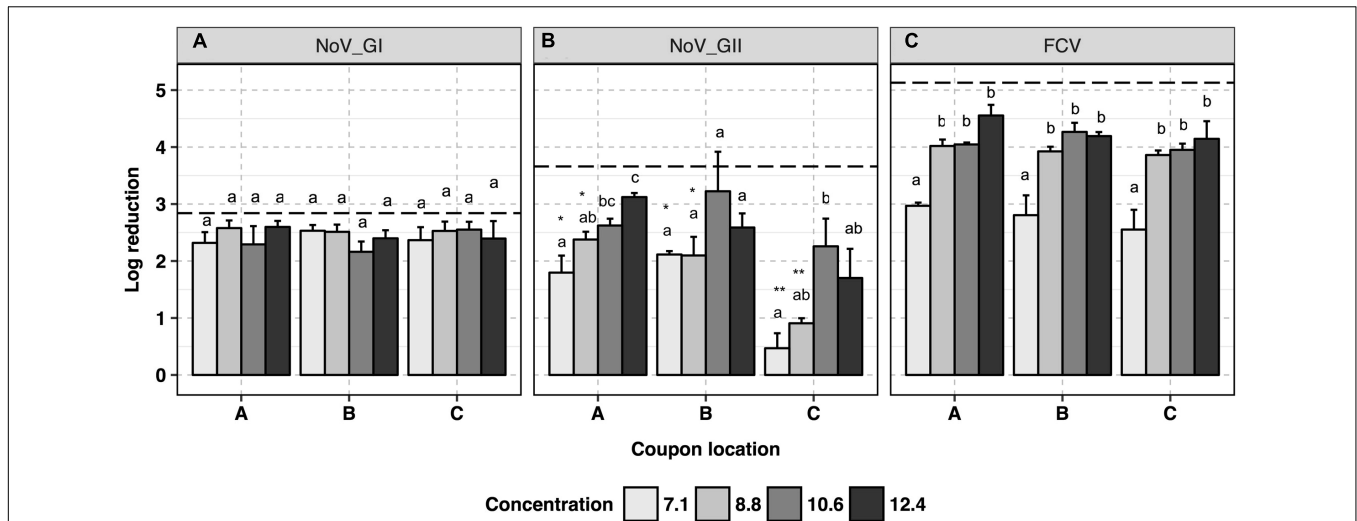 A NoV_GI
B NoV_GII
C FCV
Log reduction
5
4
3
2
1
0
a a a a a a a a a a a a
* a * ab bc c * a * a a a ** a ** ab b ab
a b b b a b b b a b b b
A B C
A B C
A B C
Coupon location
Concentration 7.1 8.8 10.6 12.4